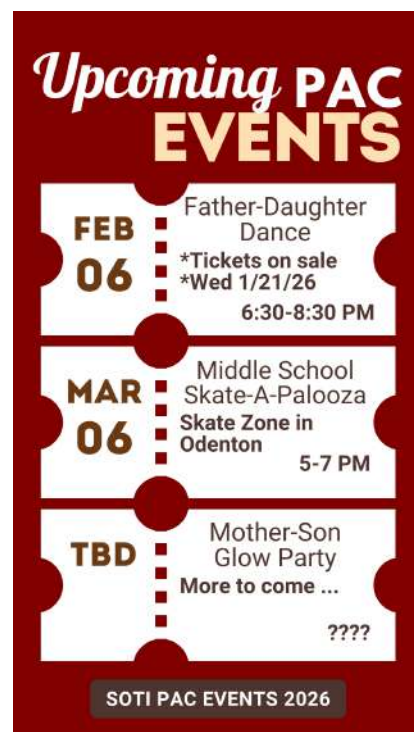 Upcoming PAC
EVENTS
FEB
06
Father-Daughter
Dance
*Tickets on sale
*Wed 1/21/26
6:30-8:30 PM
MAR
06
Middle School
Skate-A-Palooza
Skate Zone in
Odenton
5-7 PM
TBD
Mother-Son
Glow Party
More to come ...
????
SOTI PAC EVENTS 2026